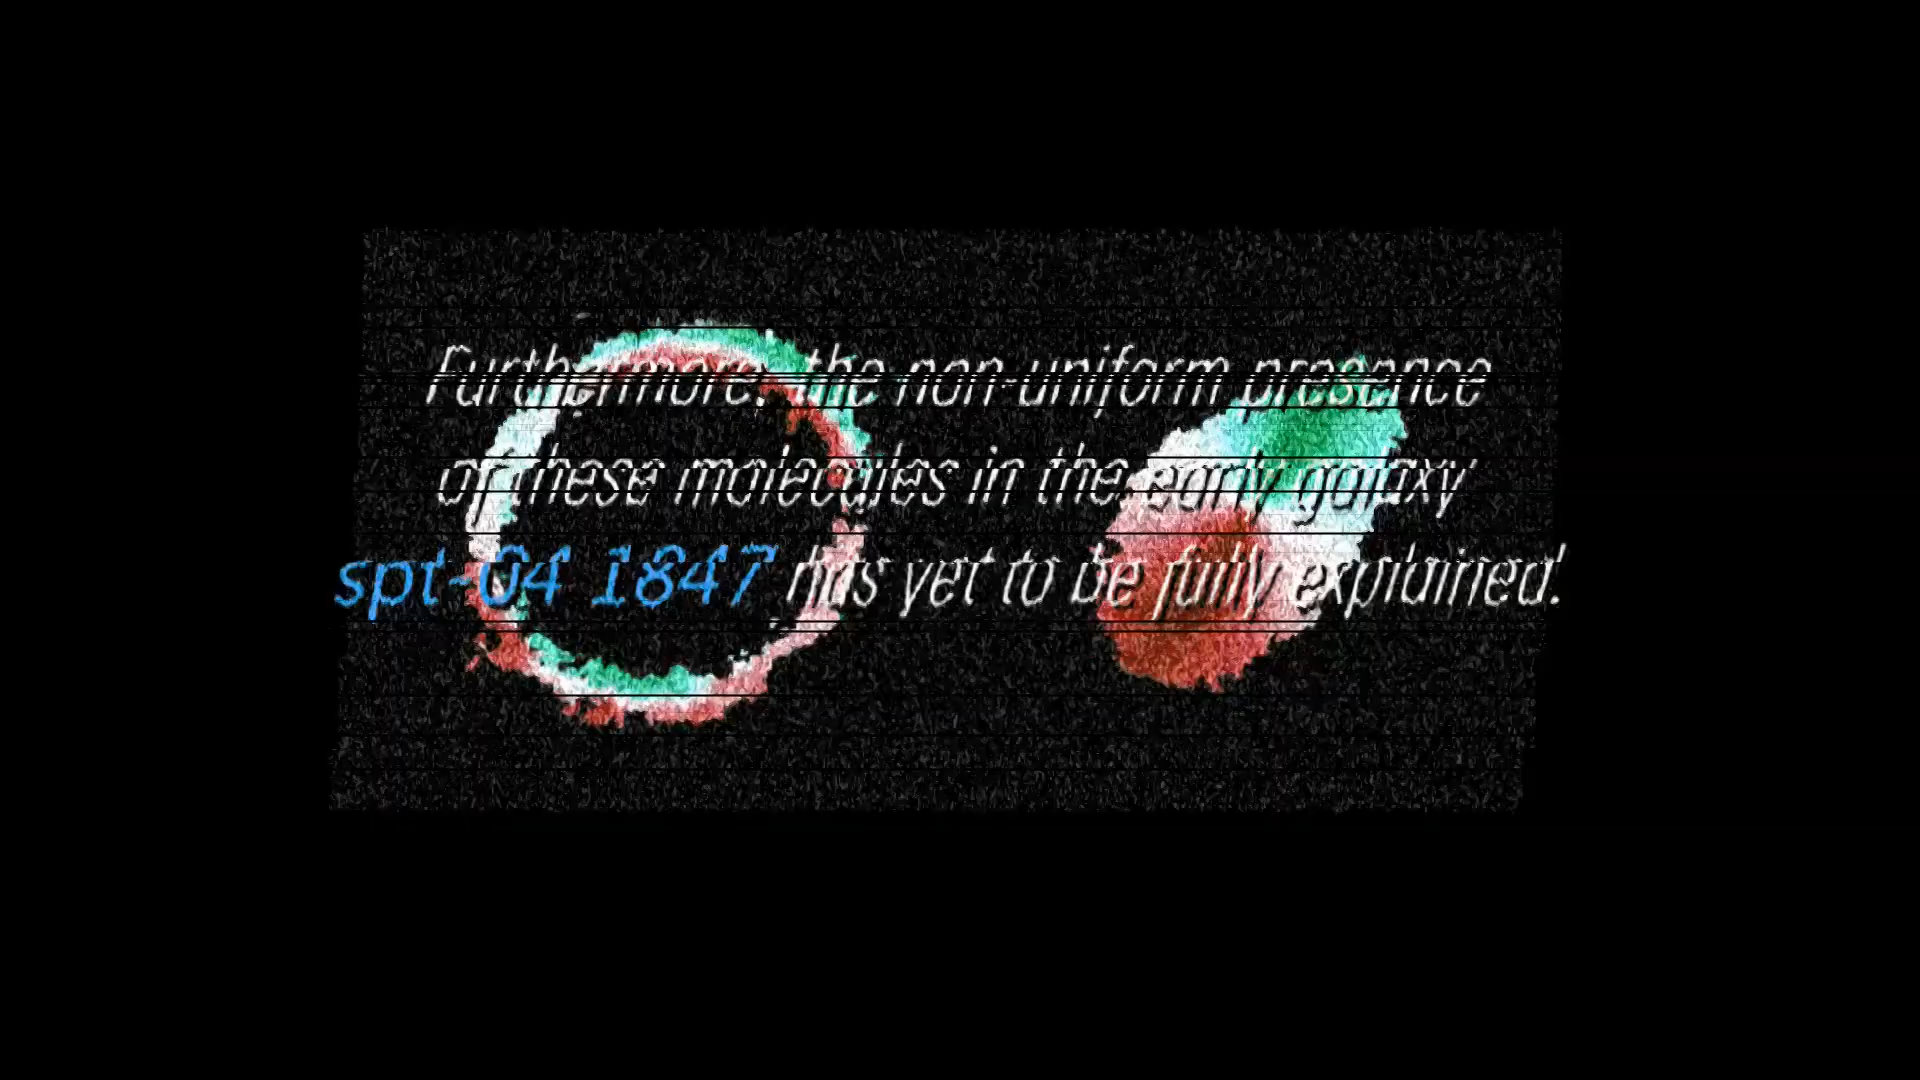 Furthermore, the non-uniform presence
of these molecules in the early galaxy
spt-04 1847 has yet to be fully explained.